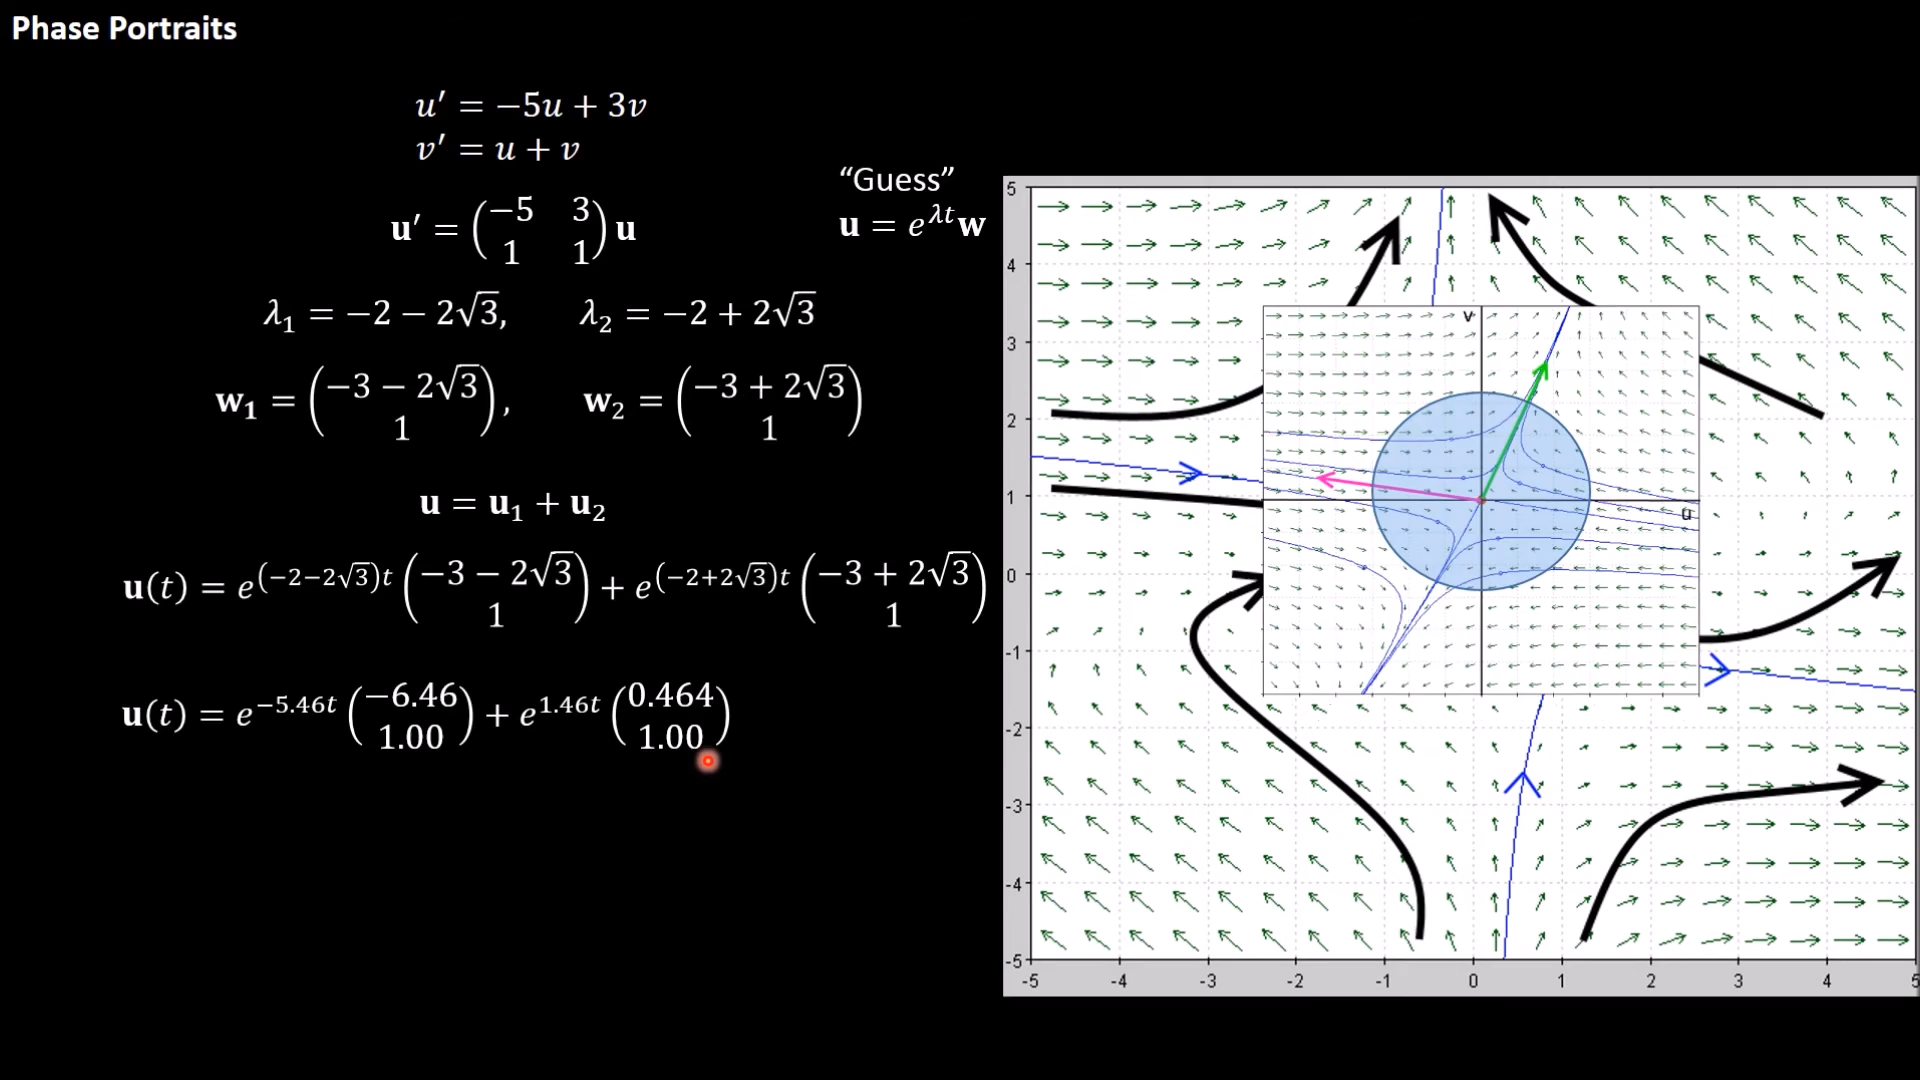 Phase Portraits
u′ = −5u + 3v
v′ = u + v
“Guess”
u = e^{λt}w
u′ = (−5 3
1 1) u
λ₁ = −2 − 2√3, λ₂ = −2 + 2√3
w₁ = (−3 − 2√3
1), w₂ = (−3 + 2√3
1)
u = u₁ + u₂
u(t) = e^{(−2−2√3)t} (−3 − 2√3
1) + e^{(−2+2√3)t} (−3 + 2√3
1)
u(t) = e^{−5.46t} (−6.46
1.00) + e^{1.46t} (0.464
1.00)
5
4
3
2
1
0
-1
-2
-3
-4
-5
-5 -4 -3 -2 -1 0 1 2 3 4 5
v
u